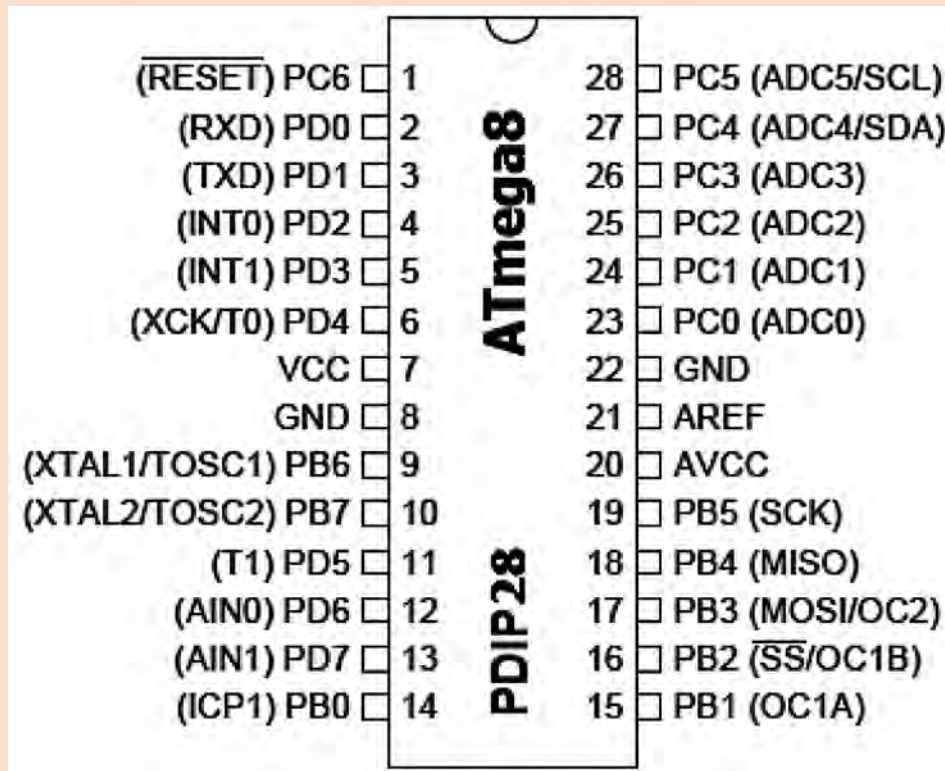 (RESET) PC6 1 28 PC5 (ADC5/SCL)
(RXD) PD0 2 27 PC4 (ADC4/SDA)
(TXD) PD1 3 26 PC3 (ADC3)
(INT0) PD2 4 25 PC2 (ADC2)
(INT1) PD3 5 24 PC1 (ADC1)
(XCK/T0) PD4 6 23 PC0 (ADC0)
VCC 7 22 GND
GND 8 21 AREF
(XTAL1/TOSC1) PB6 9 20 AVCC
(XTAL2/TOSC2) PB7 10 19 PB5 (SCK)
(T1) PD5 11 18 PB4 (MISO)
(AIN0) PD6 12 17 PB3 (MOSI/OC2)
(AIN1) PD7 13 16 PB2 (SS/OC1B)
(ICP1) PB0 14 15 PB1 (OC1A)
ATmega8
PDIP28